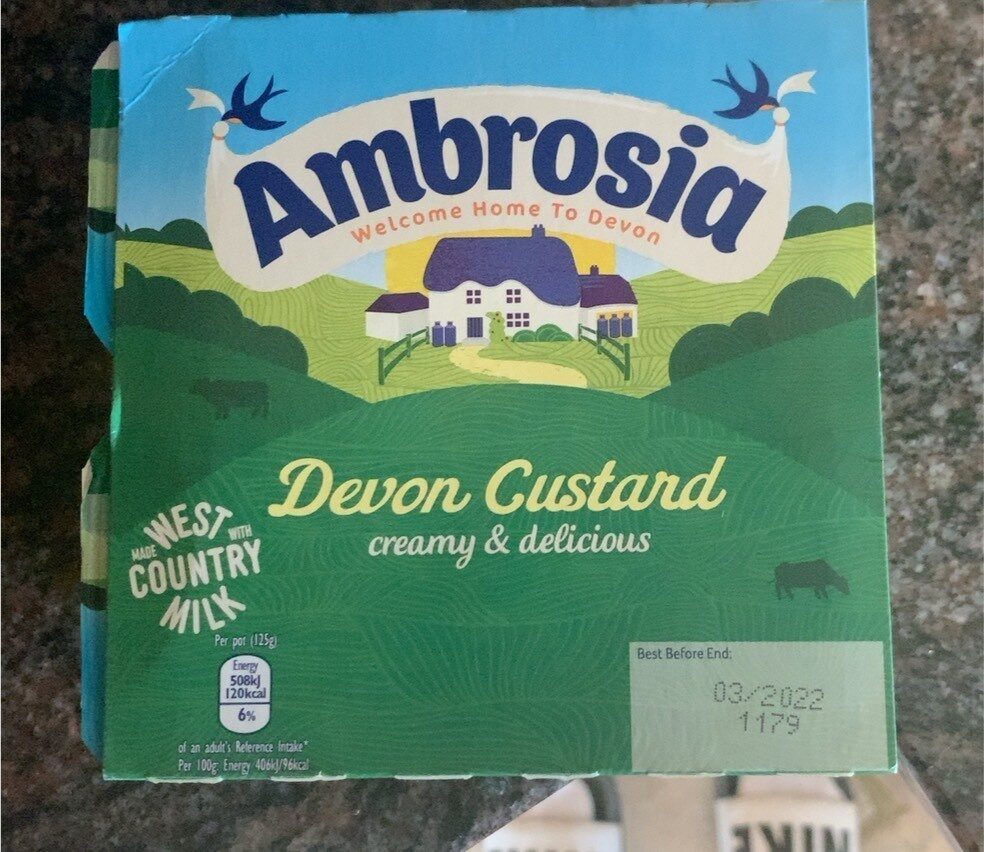 Ambrosia
Welcome Home To Devon
Devon Custard
creamy & delicious
MADE WEST WITH
COUNTRY
MILK
Per pot (125g)
Energy
508kJ
120kcal
6%
of an adult's Reference Intake*
Per 100g: Energy 406kJ/96kcal
Best Before End:
03/2022
1179
NIKE